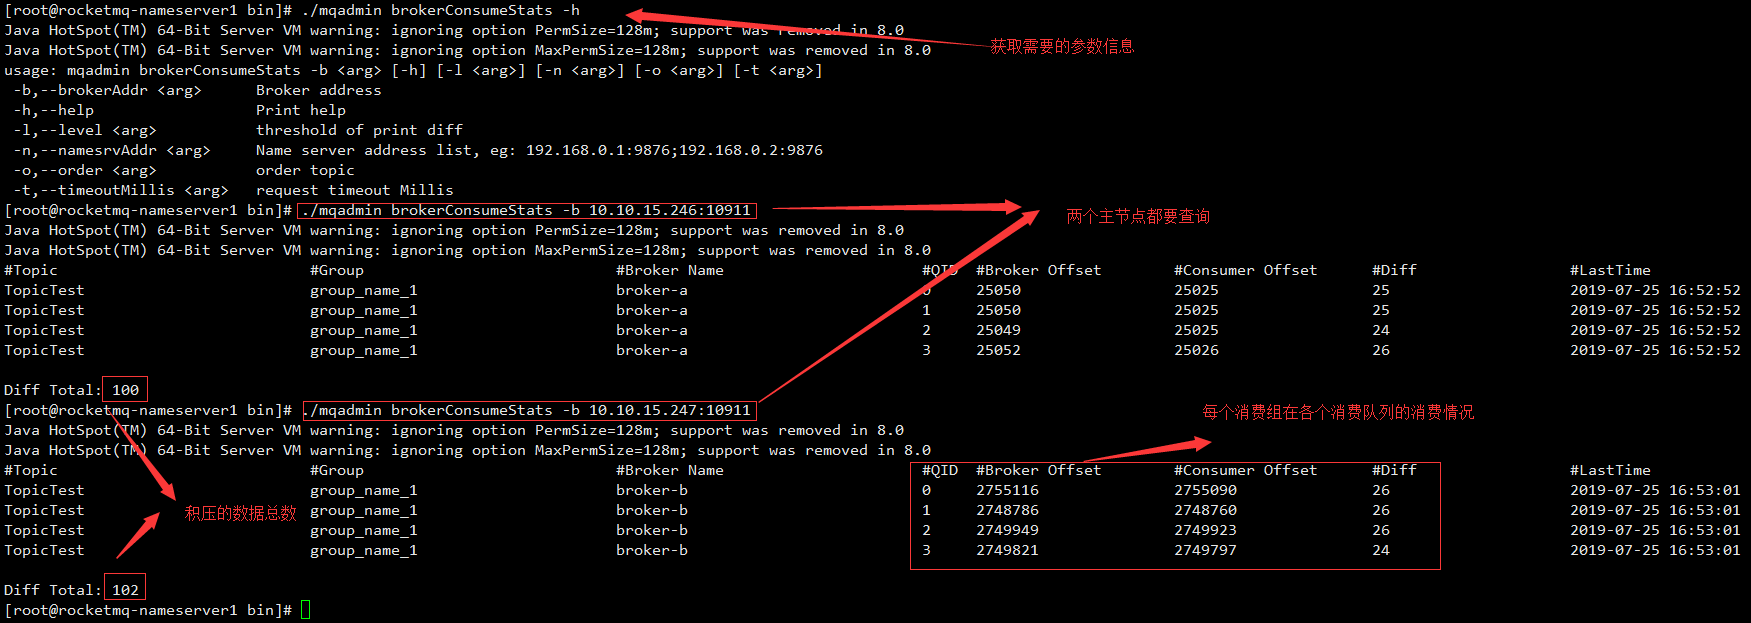 [root@rocketmq-nameserver1 bin]# ./mqadmin brokerConsumeStats -h
Java HotSpot(TM) 64-Bit Server VM warning: ignoring option PermSize=128m; support was removed in 8.0
获取需要的参数信息
Java HotSpot(TM) 64-Bit Server VM warning: ignoring option MaxPermSize=128m; support was removed in 8.0
usage: mqadmin brokerConsumeStats -b <arg> [-h] [-l <arg>] [-n <arg>] [-o <arg>] [-t <arg>]
-b,--brokerAddr <arg> Broker address
-h,--help Print help
-l,--level <arg> threshold of print diff
-n,--namesrvAddr <arg> Name server address list, eg: 192.168.0.1:9876;192.168.0.2:9876
-o,--order <arg> order topic
-t,--timeoutMillis <arg> request timeout Millis
[root@rocketmq-nameserver1 bin]# ./mqadmin brokerConsumeStats -b 10.10.15.246:10911
两个主节点都要查询
Java HotSpot(TM) 64-Bit Server VM warning: ignoring option PermSize=128m; support was removed in 8.0
Java HotSpot(TM) 64-Bit Server VM warning: ignoring option MaxPermSize=128m; support was removed in 8.0
#Topic #Group #Broker Name #QID #Broker Offset #Consumer Offset #Diff #LastTime
TopicTest group_name_1 broker-a 0 25050 25025 25 2019-07-25 16:52:52
TopicTest group_name_1 broker-a 1 25050 25025 25 2019-07-25 16:52:52
TopicTest group_name_1 broker-a 2 25049 25025 24 2019-07-25 16:52:52
TopicTest group_name_1 broker-a 3 25052 25026 26 2019-07-25 16:52:52
Diff Total: 100
[root@rocketmq-nameserver1 bin]# ./mqadmin brokerConsumeStats -b 10.10.15.247:10911
每个消费组在各个消费队列的消费情况
Java HotSpot(TM) 64-Bit Server VM warning: ignoring option PermSize=128m; support was removed in 8.0
Java HotSpot(TM) 64-Bit Server VM warning: ignoring option MaxPermSize=128m; support was removed in 8.0
#Topic #Group #Broker Name #QID #Broker Offset #Consumer Offset #Diff #LastTime
TopicTest group_name_1 broker-b 0 2755116 2755090 26 2019-07-25 16:53:01
TopicTest group_name_1 broker-b 1 2748786 2748760 26 2019-07-25 16:53:01
积压的数据总数
TopicTest group_name_1 broker-b 2 2749949 2749923 26 2019-07-25 16:53:01
TopicTest group_name_1 broker-b 3 2749821 2749797 24 2019-07-25 16:53:01
Diff Total: 102
[root@rocketmq-nameserver1 bin]#